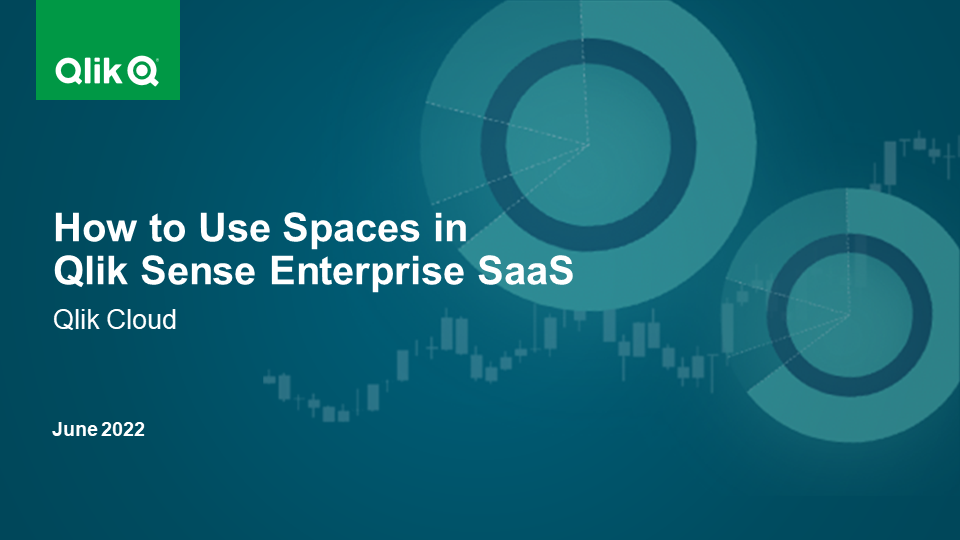 Qlik
How to Use Spaces in
Qlik Sense Enterprise SaaS
Qlik Cloud
June 2022